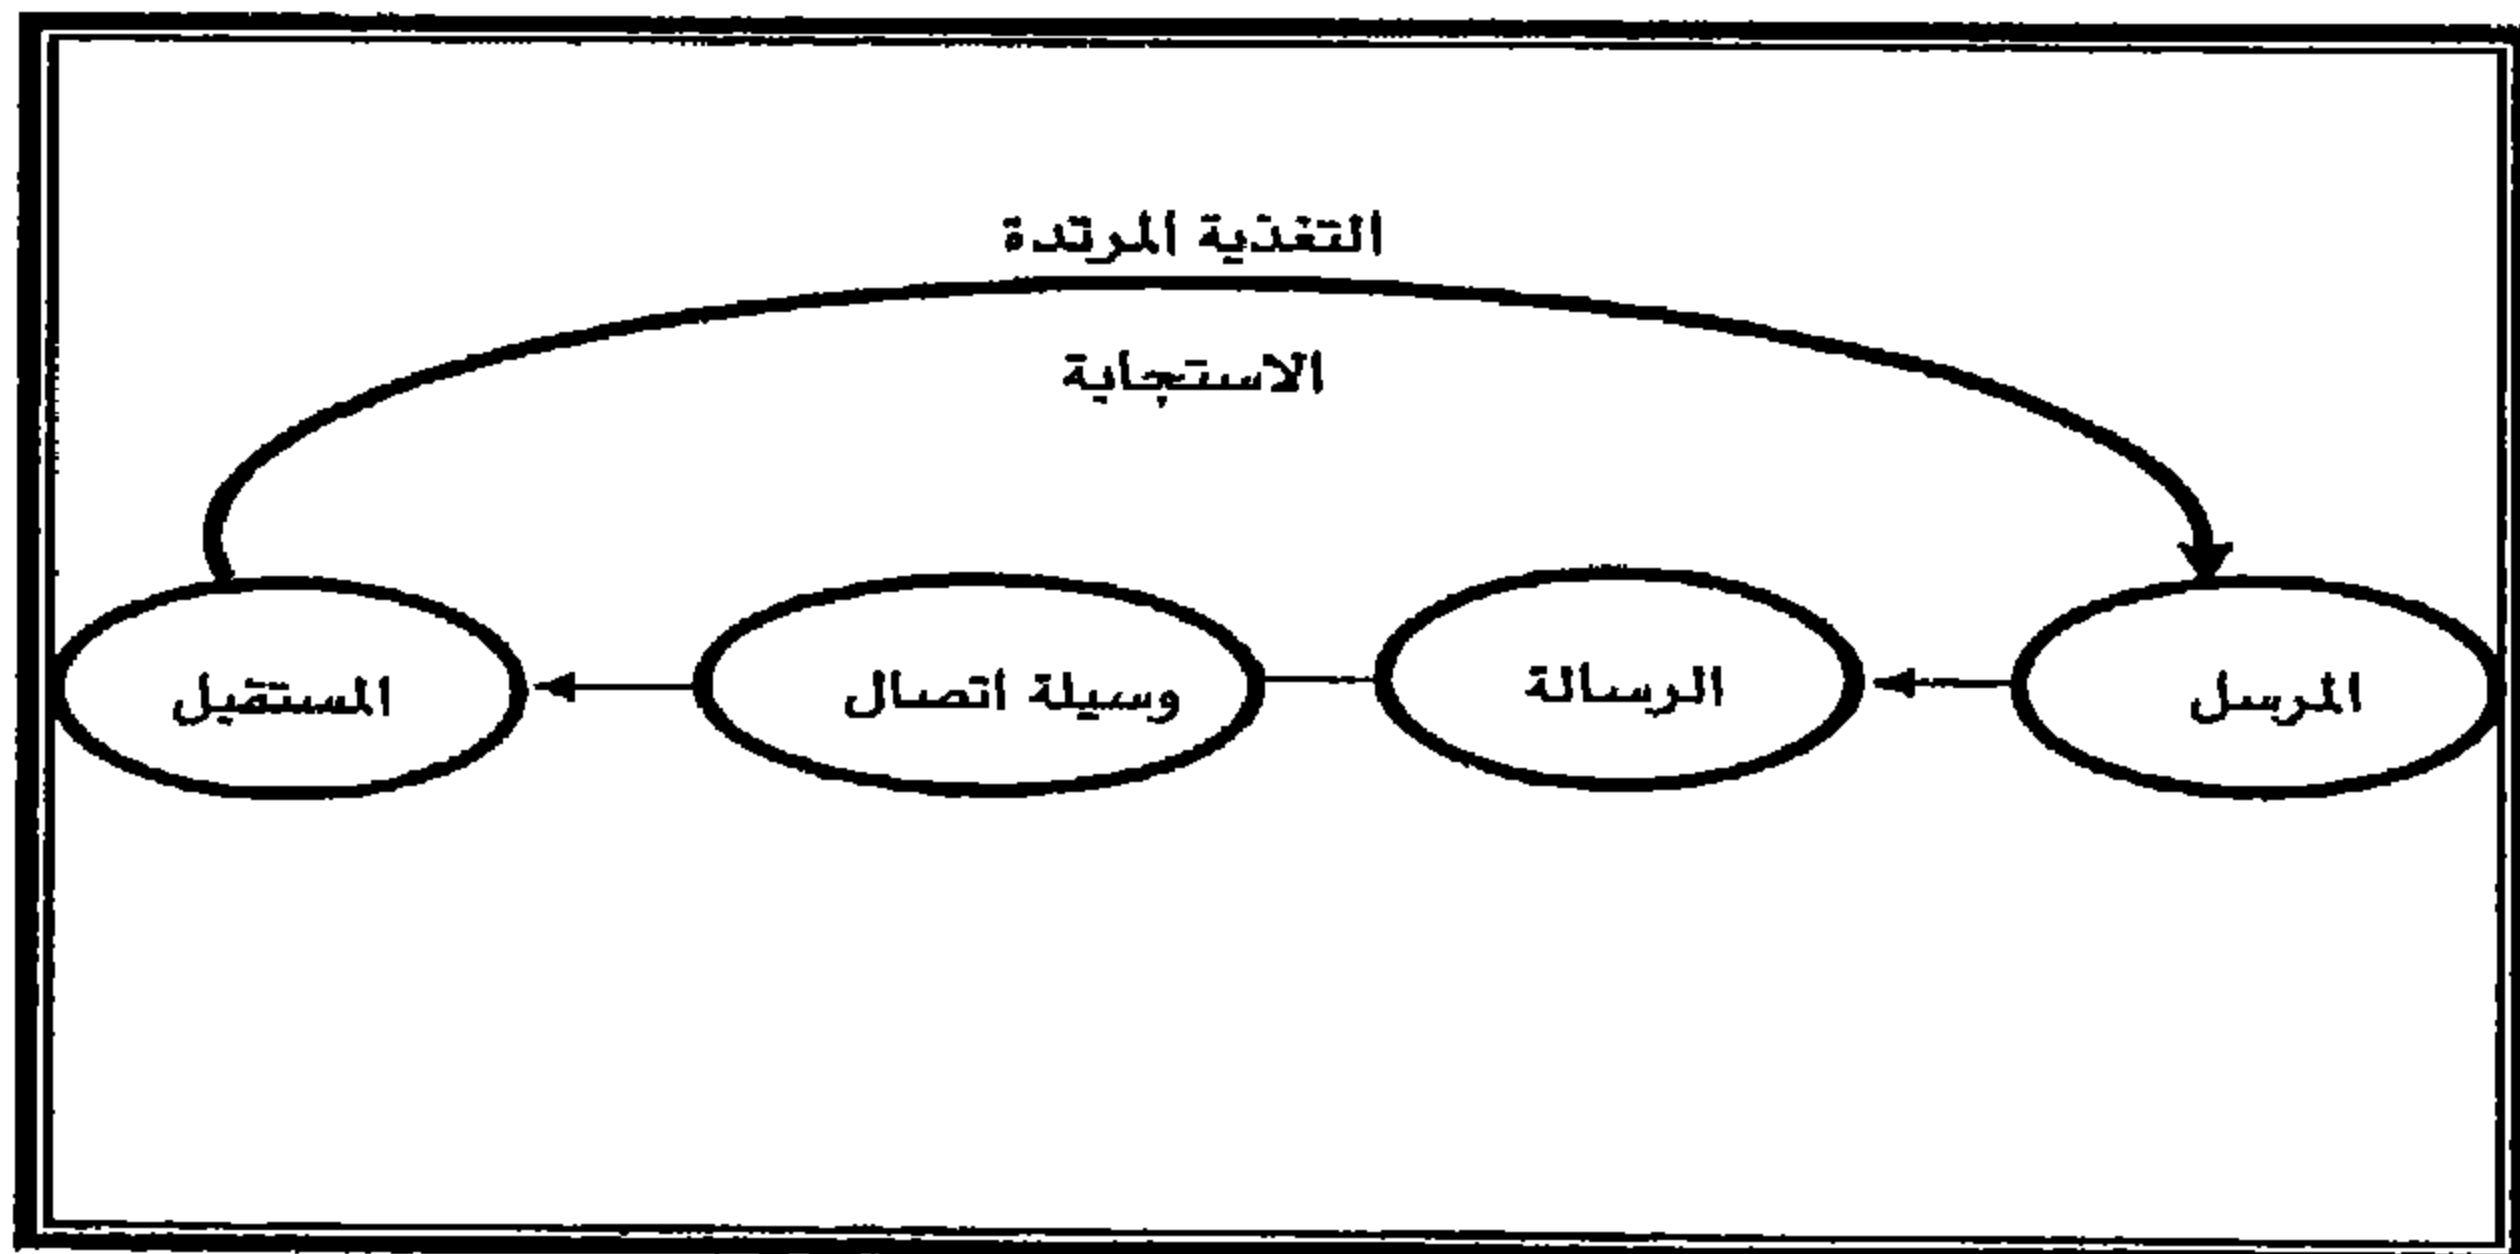 التغذية المرتدة
الاستجابة
المرسل
الرسالة
وسيلة اتصال
المستقبل